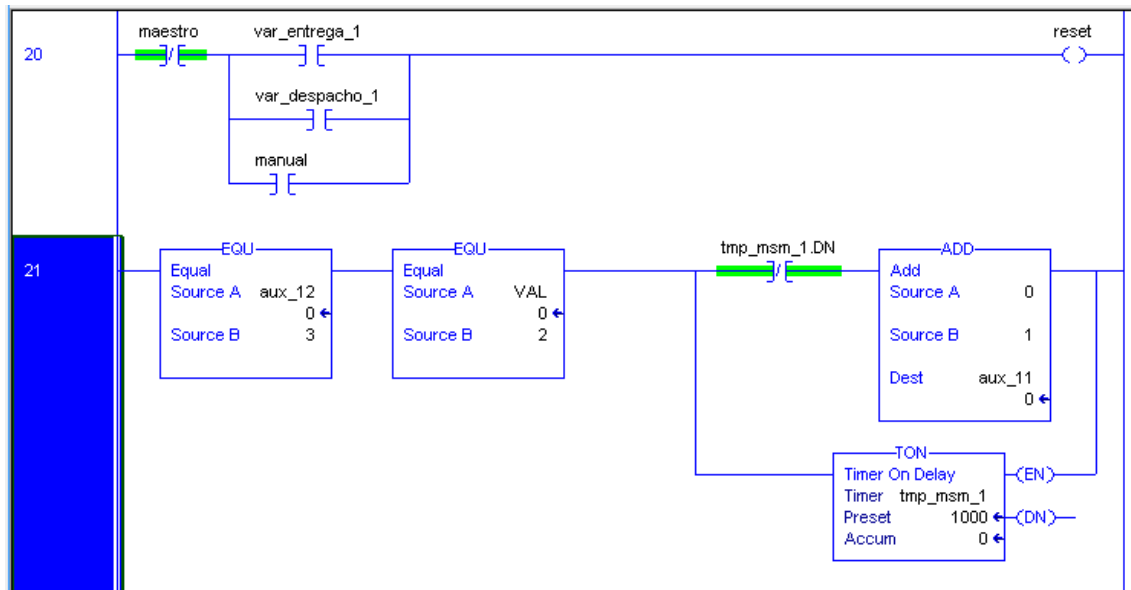 maestro var_entrega_1 reset
20
var_despacho_1
manual
EQU EQU tmp_msm_1.DN ADD
21 Equal Equal Add
Source A aux_12 Source A VAL Source A 0
0 0
Source B 3 Source B 2 Source B 1
Dest aux_11
0
TON
Timer On Delay (EN)
Timer tmp_msm_1
Preset 1000 (DN)
Accum 0